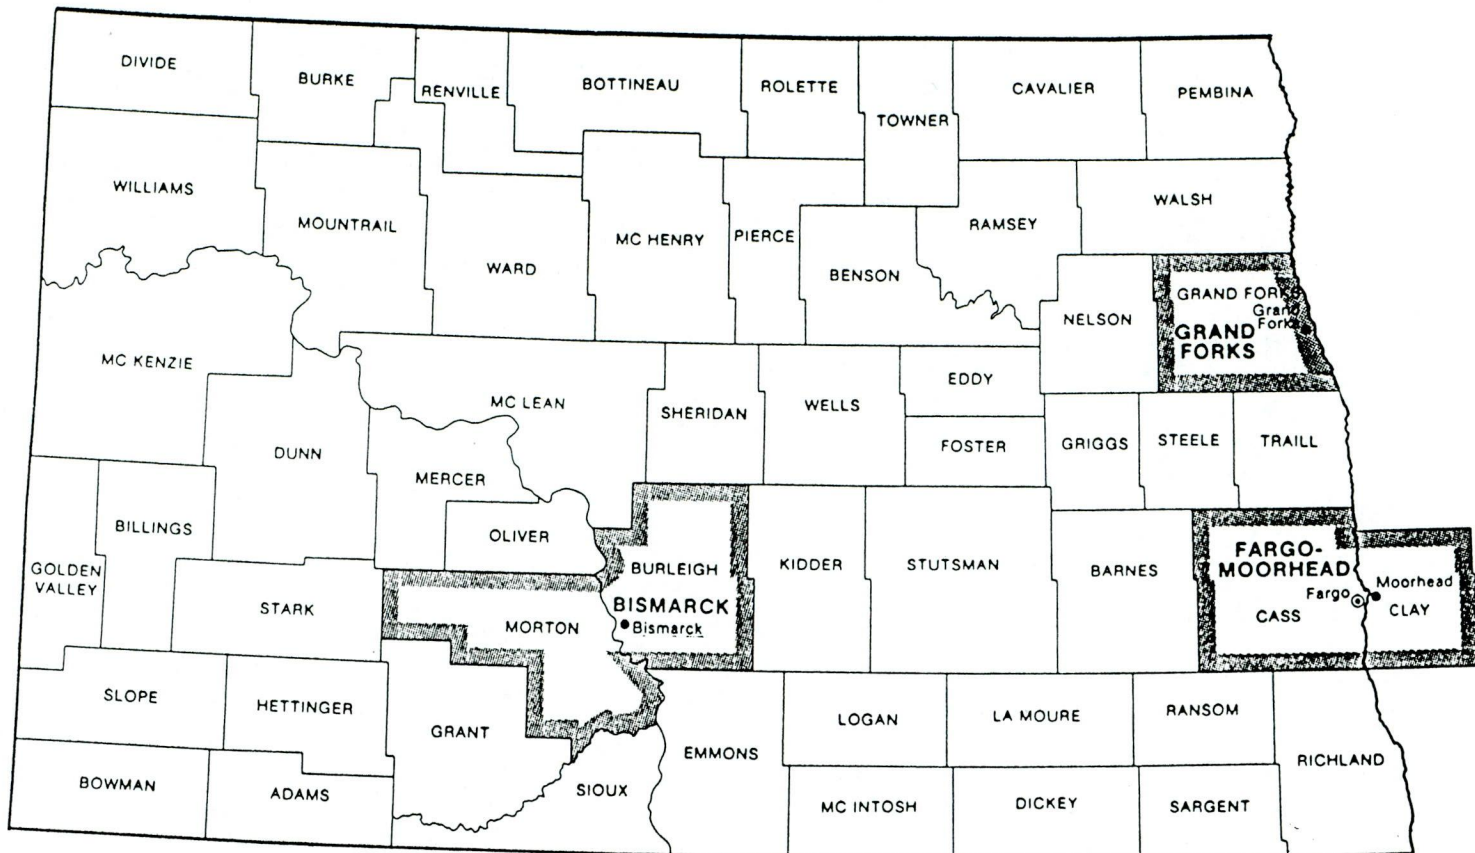 DIVIDE
BURKE
RENVILLE
BOTTINEAU
ROLETTE
TOWNER
CAVALIER
PEMBINA
WILLIAMS
MOUNTRAIL
WARD
MC HENRY
PIERCE
BENSON
RAMSEY
WALSH
NELSON
GRAND FORKS
Grand
Forks
GRAND
FORKS
MC KENZIE
DUNN
MC LEAN
MERCER
OLIVER
SHERIDAN
WELLS
EDDY
FOSTER
GRIGGS
STEELE
TRAILL
GOLDEN
VALLEY
BILLINGS
STARK
MORTON
BURLEIGH
BISMARCK
Bismarck
KIDDER
STUTSMAN
BARNES
FARGO-
MOORHEAD
Fargo
CASS
Moorhead
CLAY
SLOPE
HETTINGER
GRANT
SIOUX
EMMONS
LOGAN
LA MOURE
RANSOM
RICHLAND
BOWMAN
ADAMS
MC INTOSH
DICKEY
SARGENT